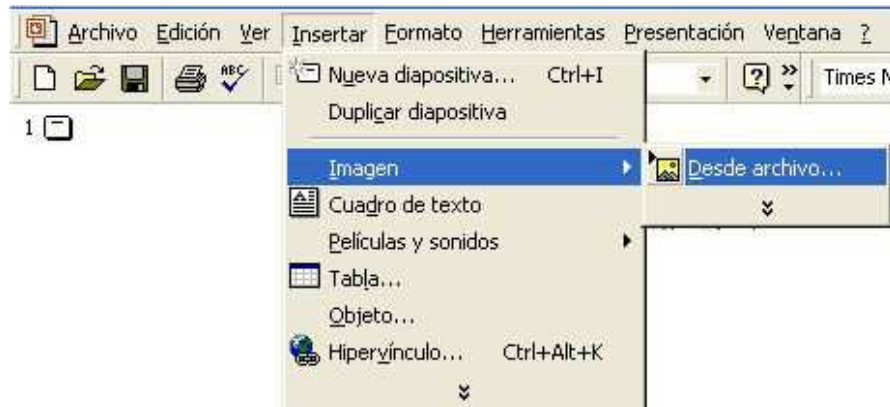 Archivo Edición Ver Insertar Formato Herramientas Presentación Ventana ?
ABC Times N
1
Nueva diapositiva... Ctrl+I
Duplicar diapositiva
Imagen
Desde archivo...
Cuadro de texto
Películas y sonidos
Tabla...
Objeto...
Hipervínculo... Ctrl+Alt+K